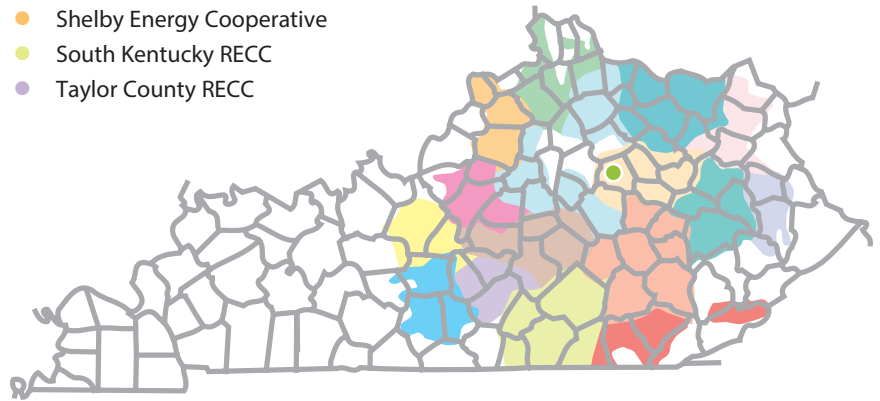 Shelby Energy Cooperative
South Kentucky RECC
Taylor County RECC